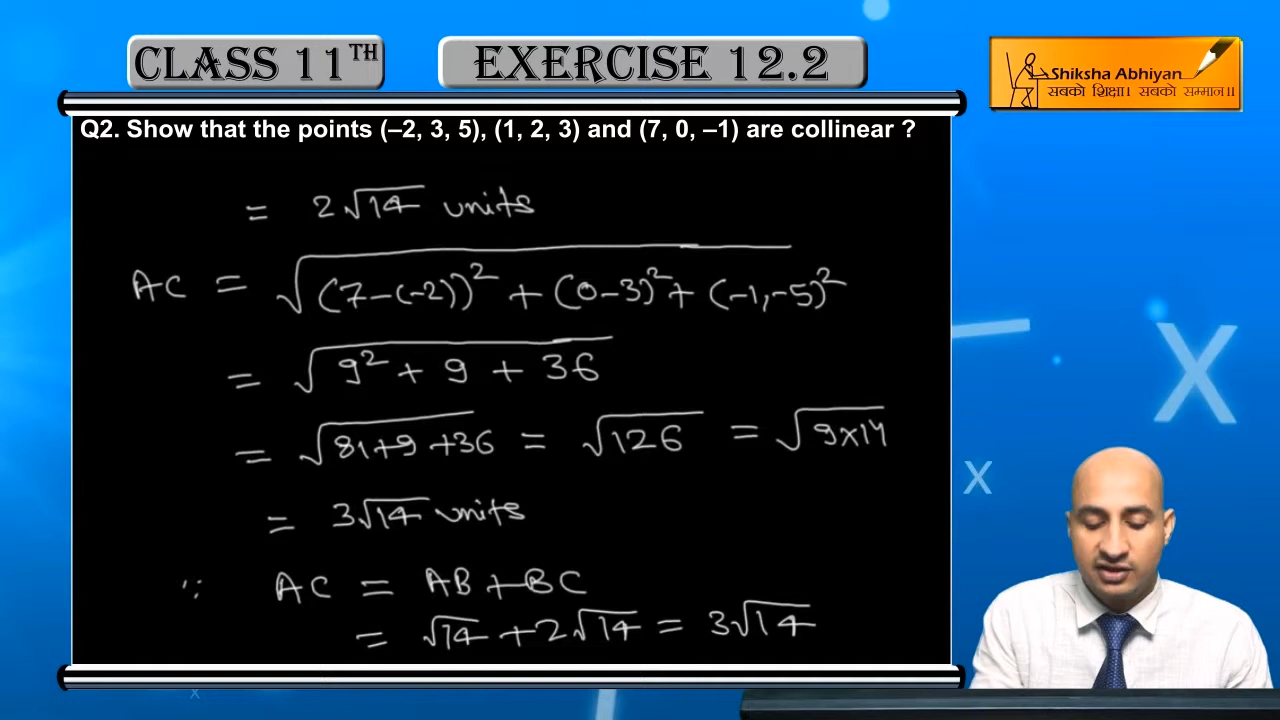 CLASS 11TH
EXERCISE 12.2
Shiksha Abhiyan
सबको शिक्षा। सबको सम्मान।।
Q2. Show that the points (–2, 3, 5), (1, 2, 3) and (7, 0, –1) are collinear ?
= 2√14 units
AC = √(7-(-2))² + (0-3)² + (-1,-5)²
= √9² + 9 + 36
= √81+9+36 = √126 = √9×14
= 3√14 units
∵ AC = AB+BC
= √14 + 2√14 = 3√14
X
X
X